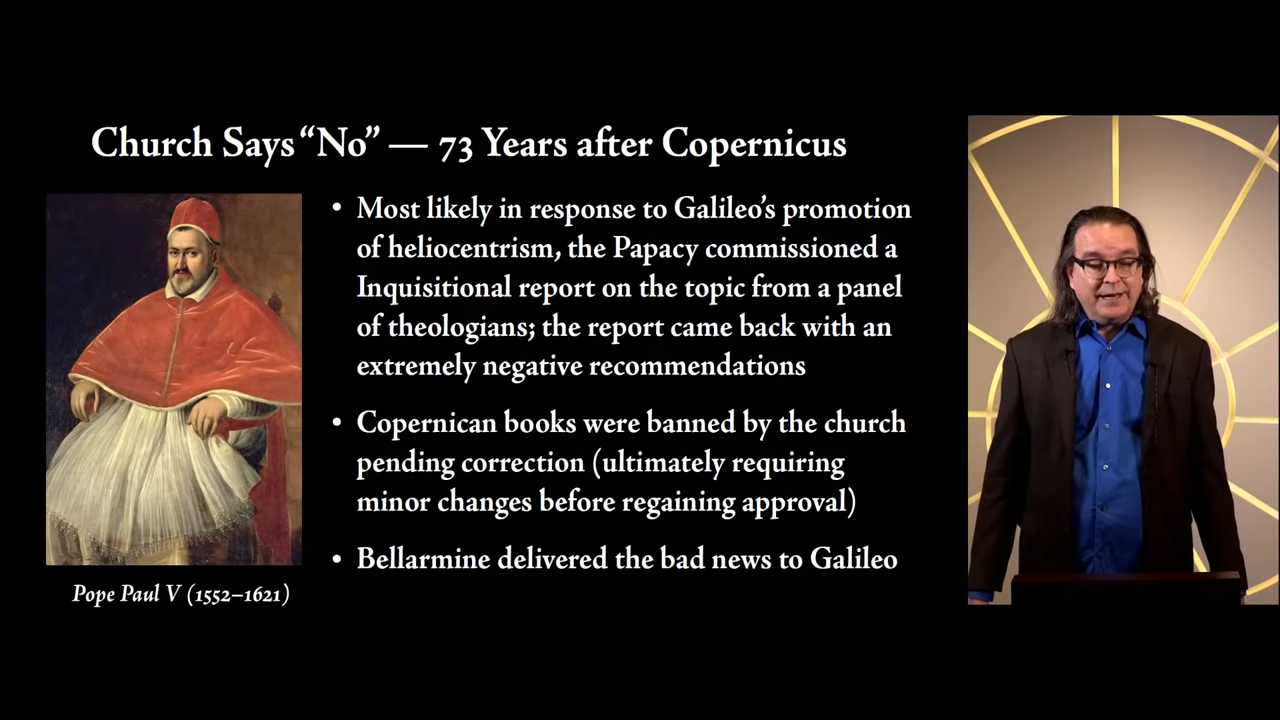 Church Says “No” — 73 Years after Copernicus
• Most likely in response to Galileo’s promotion
of heliocentrism, the Papacy commissioned a
Inquisitional report on the topic from a panel
of theologians; the report came back with an
extremely negative recommendations
• Copernican books were banned by the church
pending correction (ultimately requiring
minor changes before regaining approval)
• Bellarmine delivered the bad news to Galileo
Pope Paul V (1552–1621)